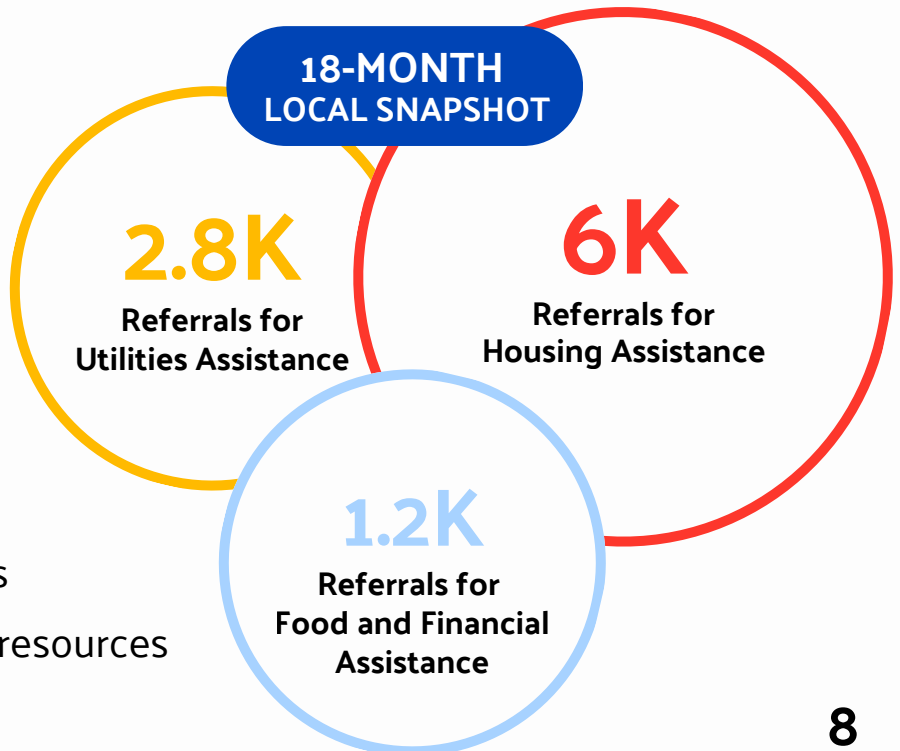 18-MONTH
LOCAL SNAPSHOT
2.8K
Referrals for
Utilities Assistance
6K
Referrals for
Housing Assistance
1.2K
Referrals for
Food and Financial
Assistance
resources
8